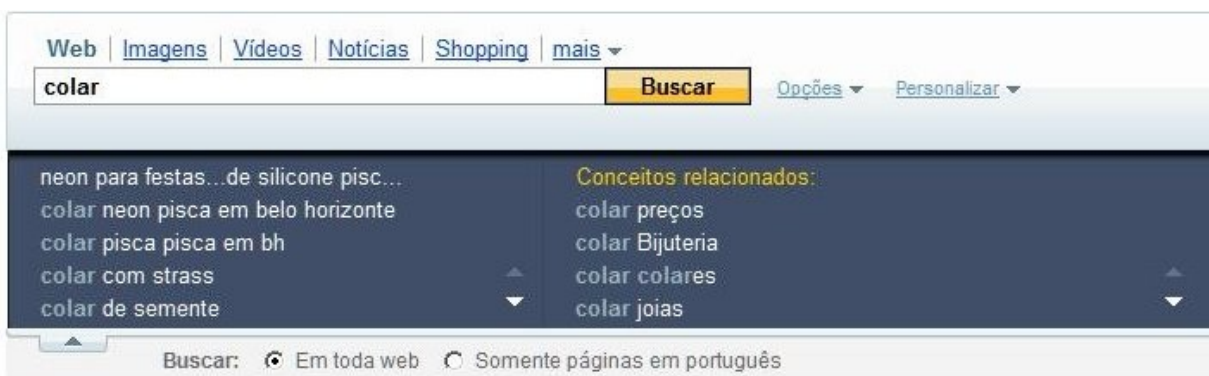 Web | Imagens | Vídeos | Notícias | Shopping | mais
colar Buscar Opções Personalizar
neon para festas...de silicone pisc...
colar neon pisca em belo horizonte
colar pisca pisca em bh
colar com strass
colar de semente
Conceitos relacionados:
colar preços
colar Bijuteria
colar colares
colar joias
Buscar: Em toda web Somente páginas em português